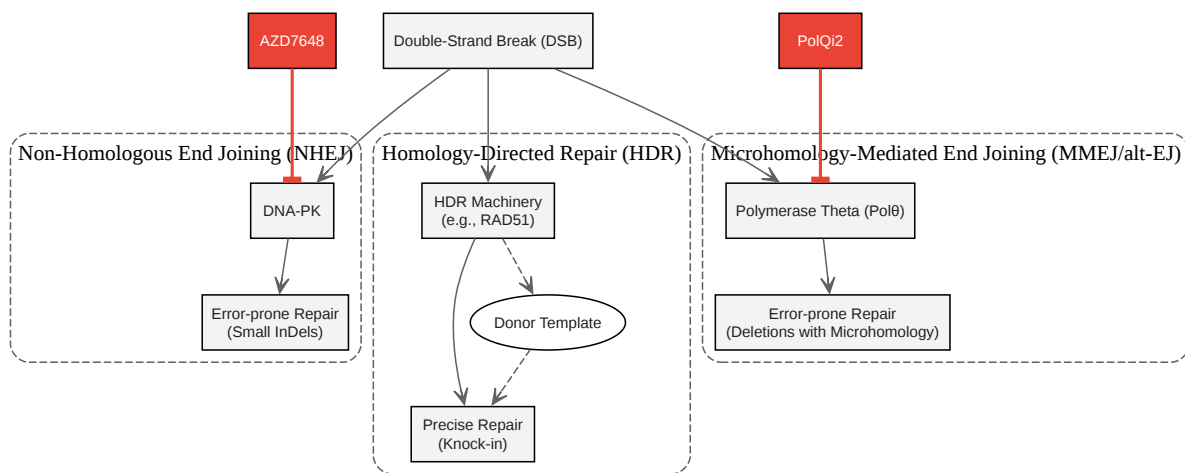 AZD7648
Double-Strand Break (DSB)
PolQi2
Non-Homologous End Joining (NHEJ)
Homology-Directed Repair (HDR)
Microhomology-Mediated End Joining (MMEJ/alt-EJ)
DNA-PK
HDR Machinery
(e.g., RAD51)
Polymerase Theta (Polθ)
Error-prone Repair
(Small InDels)
Donor Template
Error-prone Repair
(Deletions with Microhomology)
Precise Repair
(Knock-in)